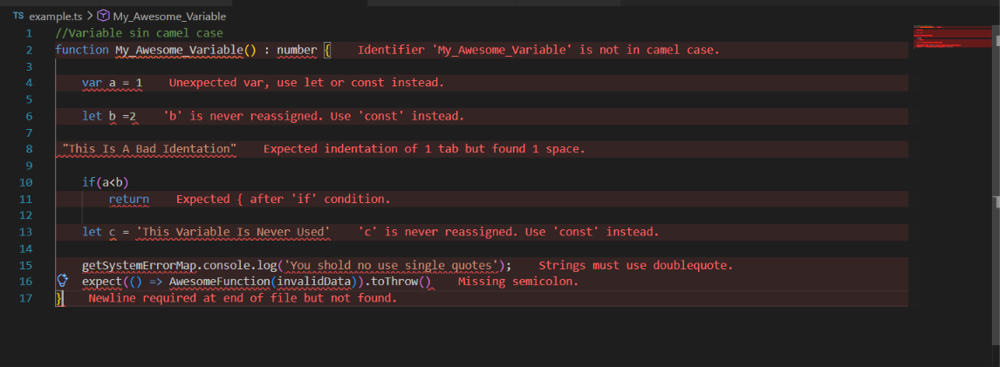 TS example.ts > My_Awesome_Variable
1 //Variable sin camel case
2 function My_Awesome_Variable() : number { Identifier 'My_Awesome_Variable' is not in camel case.
3
4 var a = 1 Unexpected var, use let or const instead.
5
6 let b =2 'b' is never reassigned. Use 'const' instead.
7
8 "This Is A Bad Identation" Expected indentation of 1 tab but found 1 space.
9
10 if(a<b)
11 return Expected { after 'if' condition.
12
13 let c = 'This Variable Is Never Used' 'c' is never reassigned. Use 'const' instead.
14
15 getSystemErrorMap.console.log('You shold no use single quotes'); Strings must use doublequote.
16 expect(() => AwesomeFunction(invalidData)).toThrow() Missing semicolon.
17 } Newline required at end of file but not found.